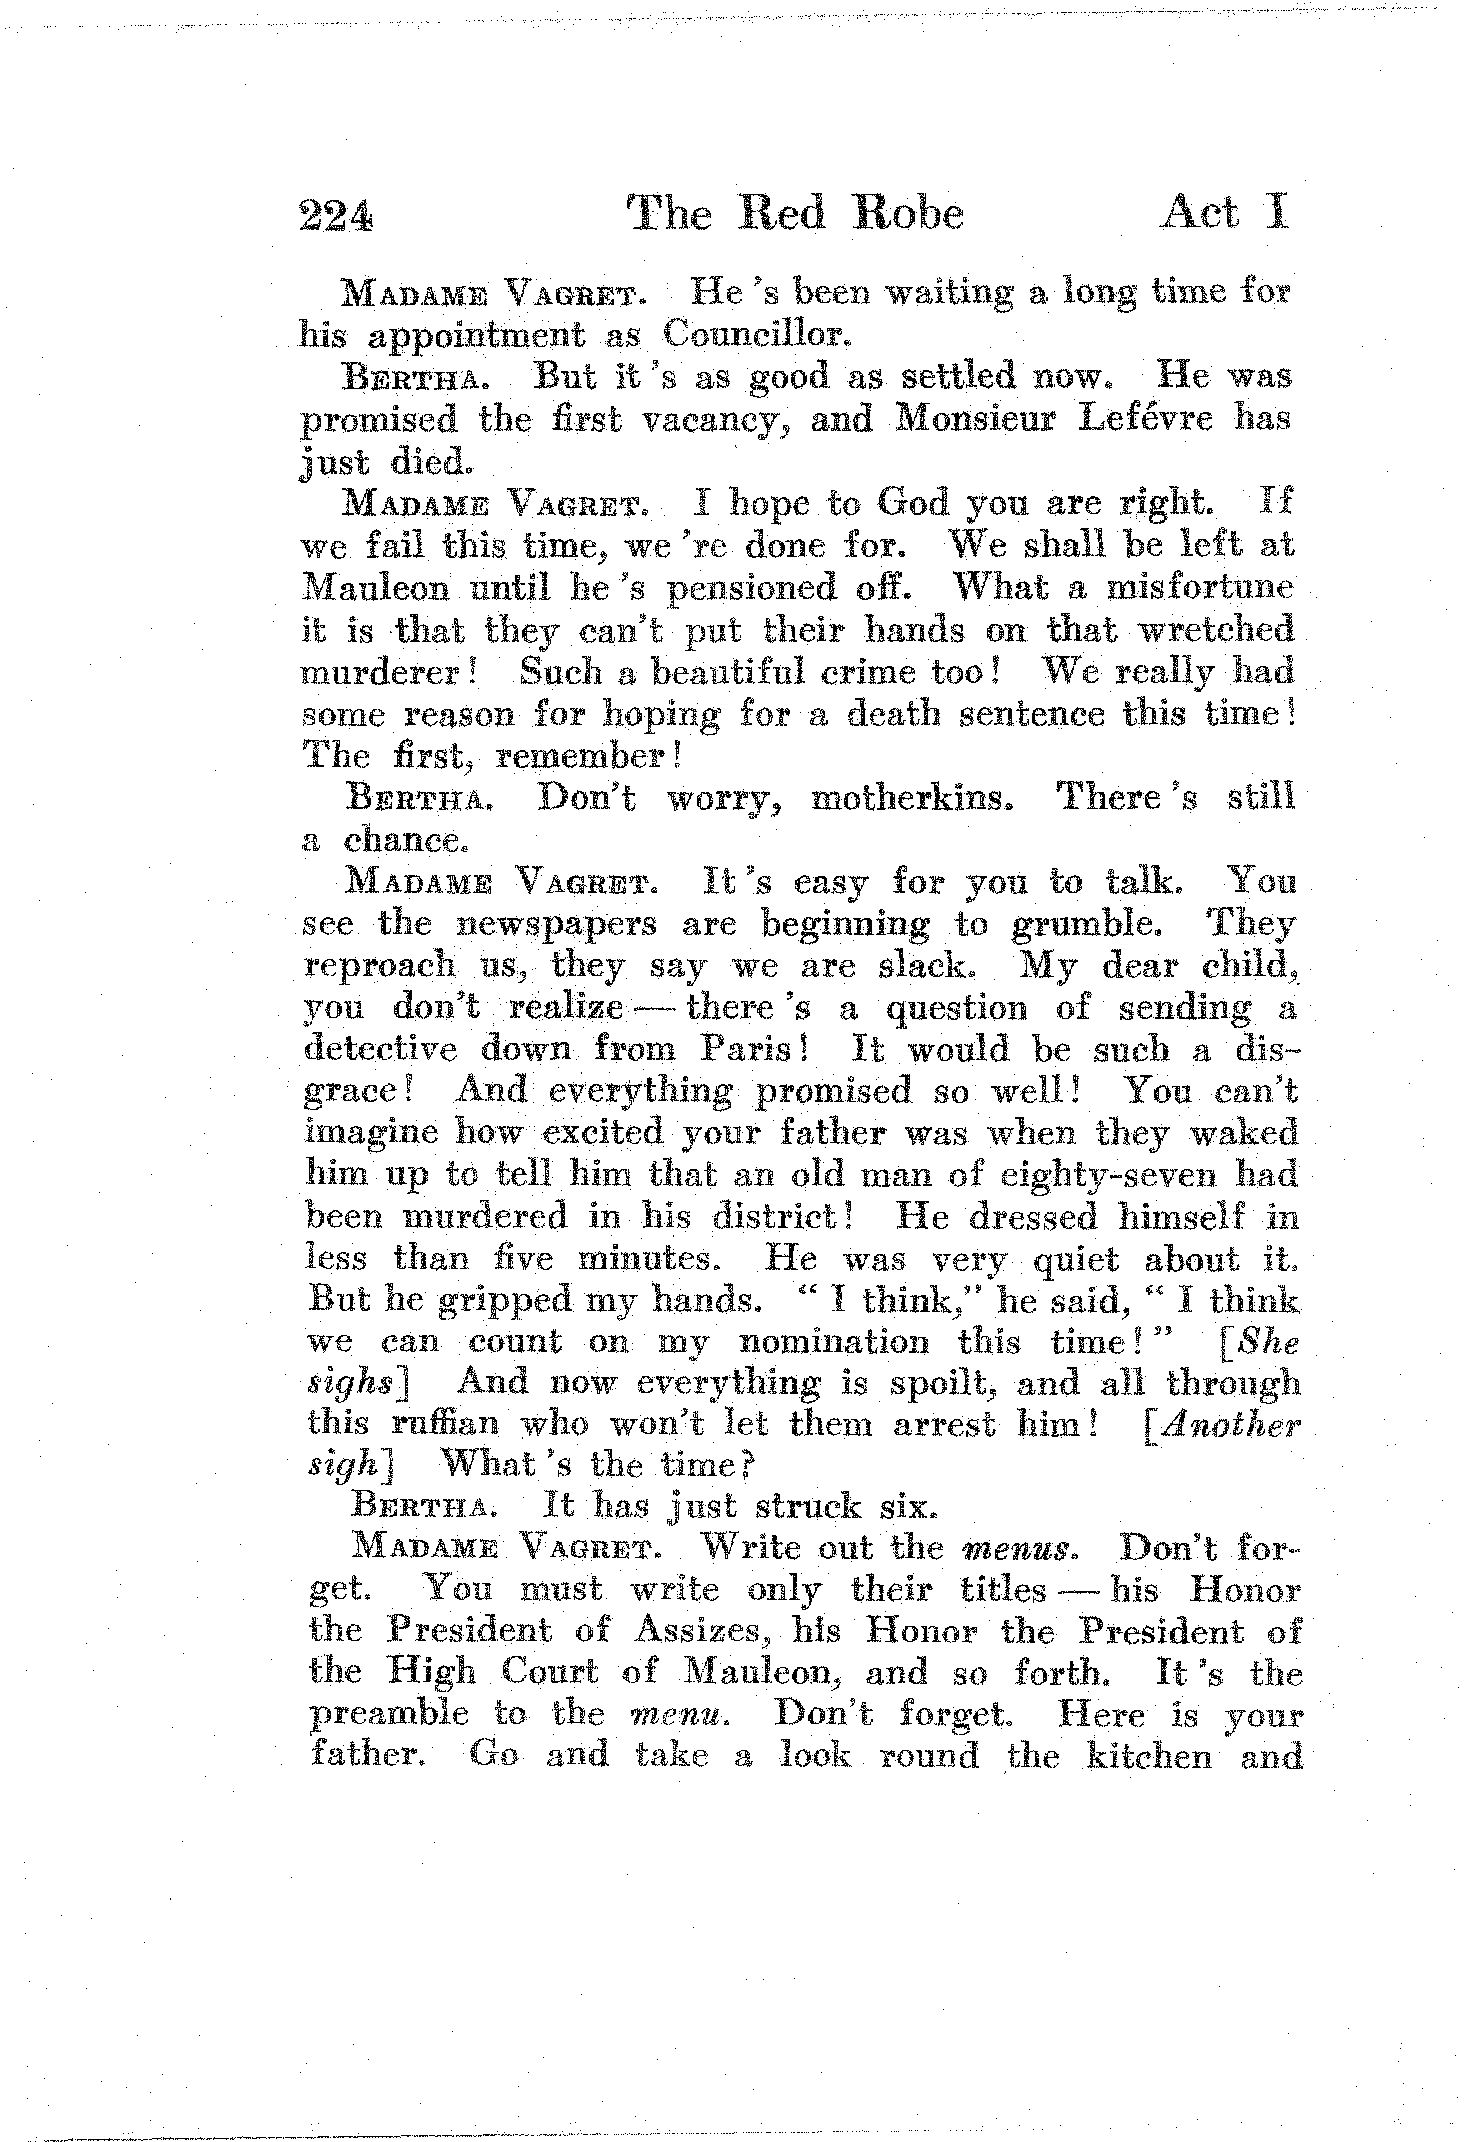 224 The Red Robe Act I
MADAME VAGRET. He 's been waiting a long time for
his appointment as Councillor.
BERTHA. But it 's as good as settled now. He was
promised the first vacancy, and Monsieur Lefévre has
just died.
MADAME VAGRET. I hope to God you are right. If
we fail this time, we 're done for. We shall be left at
Mauleon until he 's pensioned off. What a misfortune
it is that they can't put their hands on that wretched
murderer! Such a beautiful crime too! We really had
some reason for hoping for a death sentence this time!
The first, remember!
BERTHA. Don't worry, motherkins. There 's still
a chance.
MADAME VAGRET. It 's easy for you to talk. You
see the newspapers are beginning to grumble. They
reproach us, they say we are slack. My dear child,
you don't realize — there 's a question of sending a
detective down from Paris! It would be such a dis-
grace! And everything promised so well! You can't
imagine how excited your father was when they waked
him up to tell him that an old man of eighty-seven had
been murdered in his district! He dressed himself in
less than five minutes. He was very quiet about it.
But he gripped my hands. "I think," he said, "I think
we can count on my nomination this time!" [She
sighs] And now everything is spoilt, and all through
this ruffian who won't let them arrest him! [Another
sigh] What 's the time?
BERTHA. It has just struck six.
MADAME VAGRET. Write out the menus. Don't for-
get. You must write only their titles — his Honor
the President of Assizes, his Honor the President of
the High Court of Mauleon, and so forth. It 's the
preamble to the menu. Don't forget. Here is your
father. Go and take a look round the kitchen and